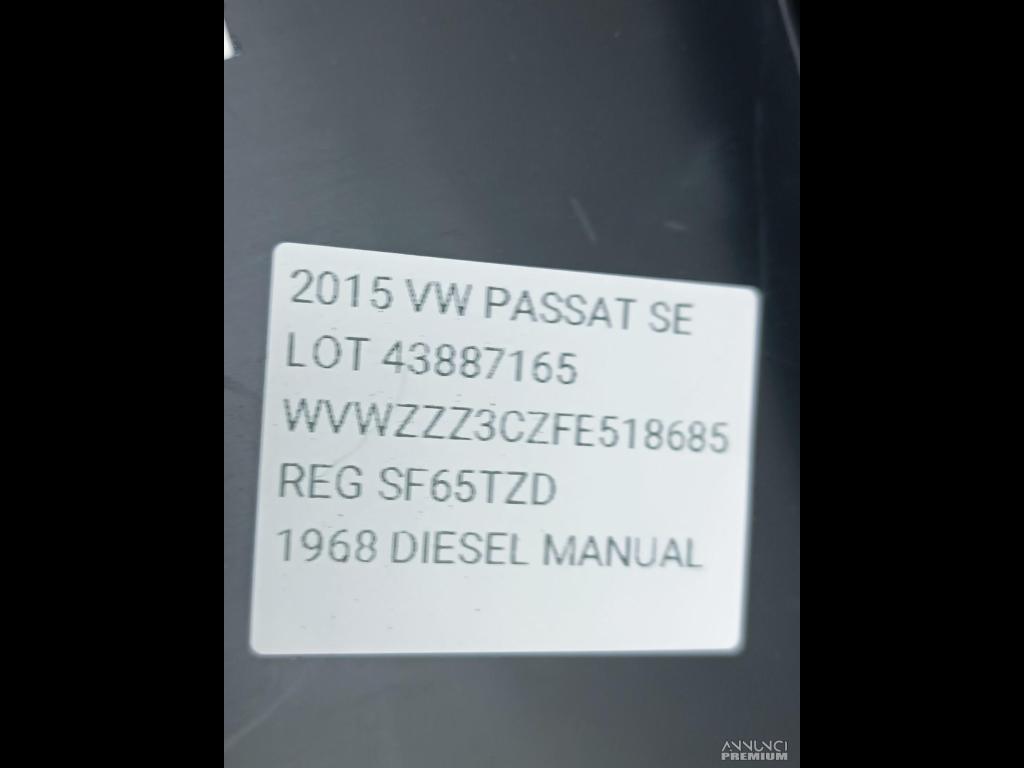 2015 VW PASSAT SE
LOT 43887165
WVWZZZ3CZFE518685
REG SF65TZD
1968 DIESEL MANUAL
ANNUNCI
PREMIUM